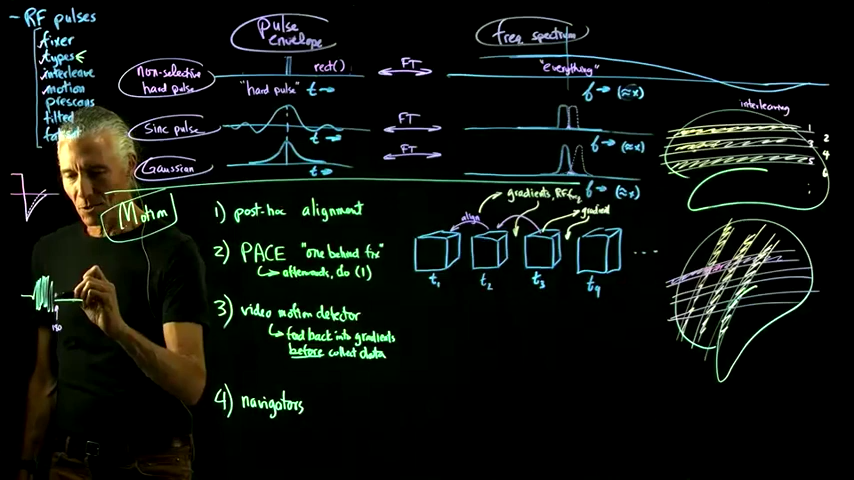 - RF pulses
fixer
types
interleave
motion
prescans
pulse
envelope
freq spectrum
non-selective
hard pulse
rect()
"hard pulse"
t →
FT
"everything"
f → (≈x)
Sinc pulse
t →
FT
f → (≈x)
Gaussian
t →
FT
f → (≈x)
interleaving
1
2
3
4
5
6
Motion
1) post-hoc alignment
2) PACE "one behind fix"
↳ afterwards, do (1)
3) video motion detector
↳ feed back into gradients
before collect data
4) navigators
gradients, RF freq.
align
gradient
t1
t2
t3
t4
...
180